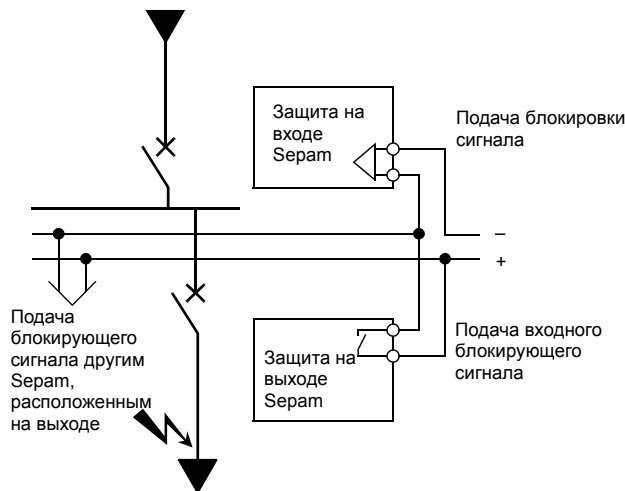 Защита на
входе
Sepam
Подача блокировки
сигнала
–
+
Подача
блокирующего
сигнала другим
Sepam,
расположенным
на выходе
Защита на
выходе
Sepam
Подача входного
блокирующего
сигнала